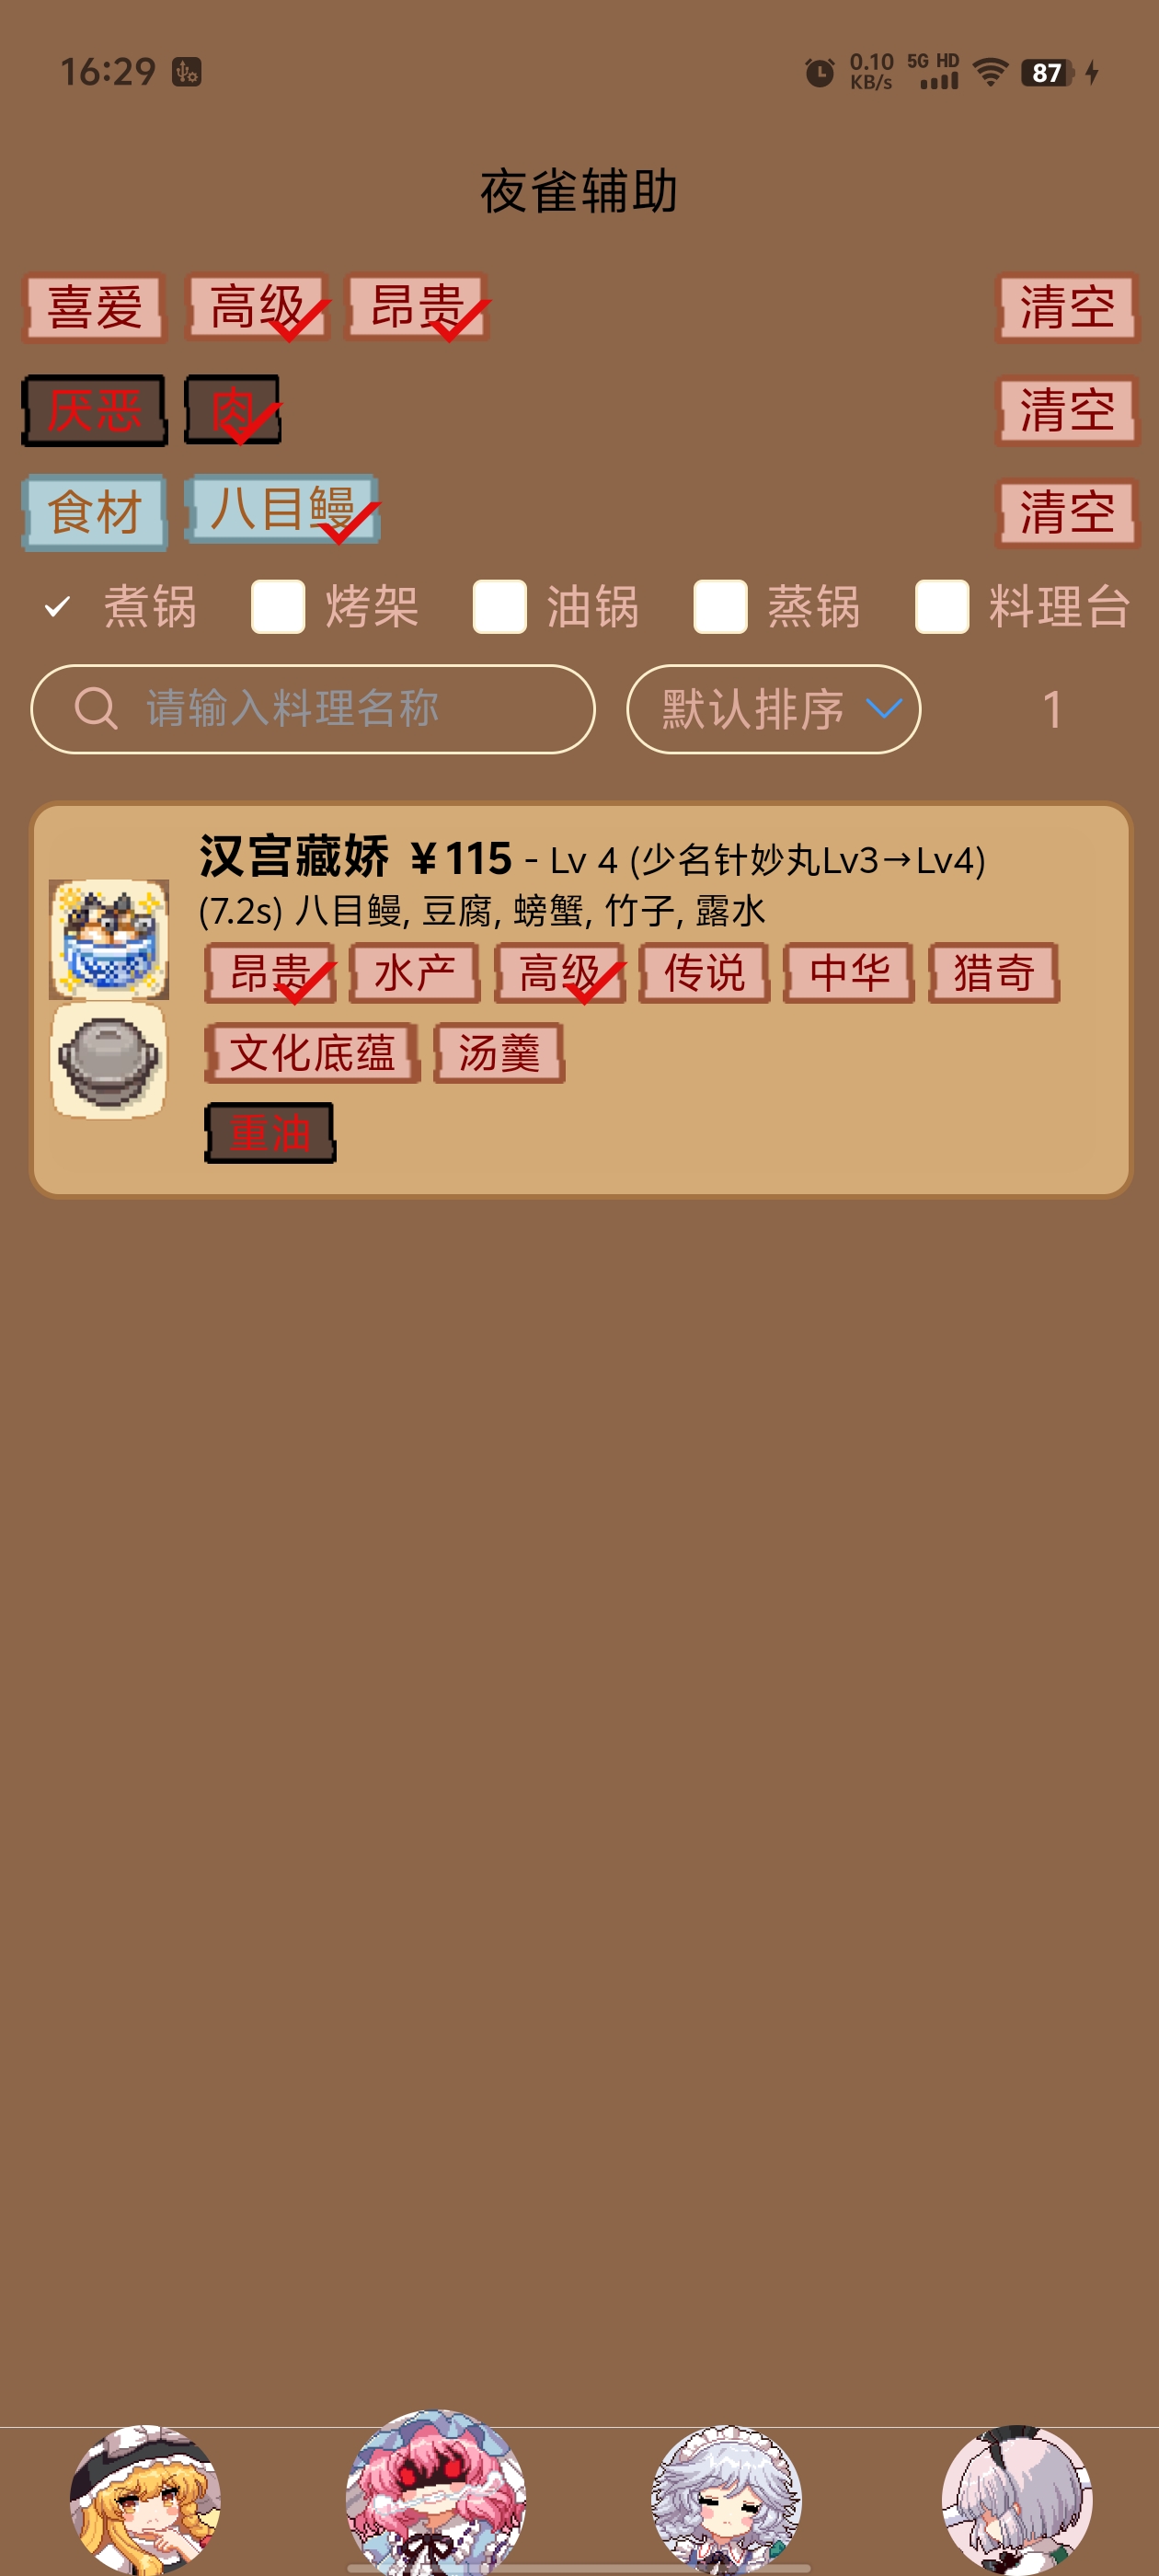 16:29 0.10 KB/s 5G HD 87
夜雀辅助
喜爱 高级 昂贵 清空
厌恶 肉 清空
食材 八目鳗 清空
煮锅 烤架 油锅 蒸锅 料理台
请输入料理名称 默认排序 1
汉宫藏娇 ¥115 - Lv 4 (少名针妙丸Lv3→Lv4)
(7.2s) 八目鳗, 豆腐, 螃蟹, 竹子, 露水
昂贵 水产 高级 传说 中华 猎奇
文化底蕴 汤羹
重油